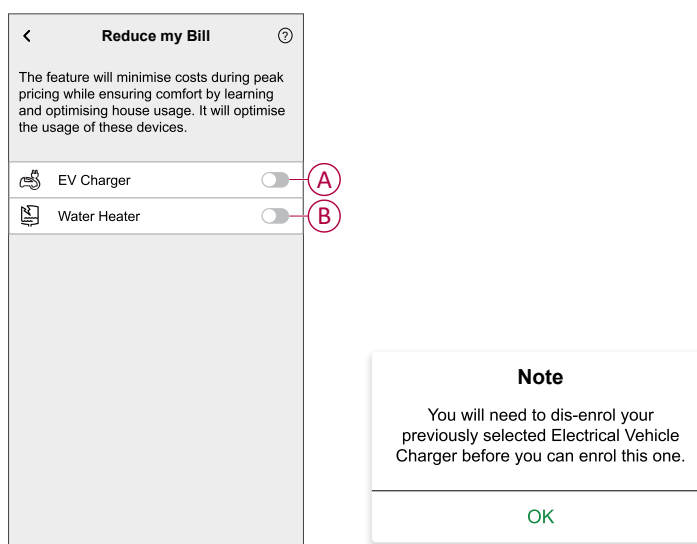 Reduce my Bill
The feature will minimise costs during peak
pricing while ensuring comfort by learning
and optimising house usage. It will optimise
the usage of these devices.
EV Charger
A
Water Heater
B
Note
You will need to dis-enrol your
previously selected Electrical Vehicle
Charger before you can enrol this one.
OK